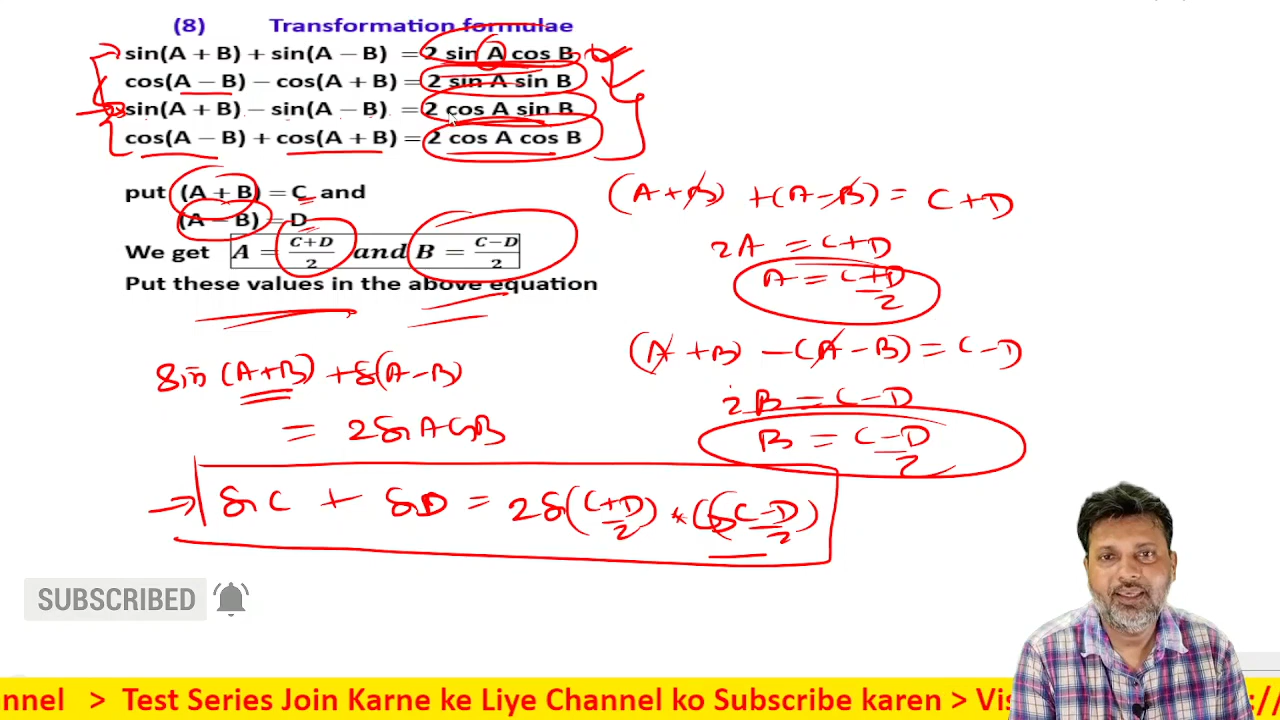 (8) Transformation formulae
sin(A + B) + sin(A − B) = 2 sin A cos B
cos(A − B) − cos(A + B) = 2 sin A sin B
sin(A + B) − sin(A − B) = 2 cos A sin B
cos(A − B) + cos(A + B) = 2 cos A cos B
put (A + B) = C and
(A − B) = D
We get A = C+D/2 and B = C−D/2
Put these values in the above equation
(A+B) + (A−B) = C+D
2A = C+D
A = C+D/2
(A+B) − (A−B) = C−D
2B = C−D
B = C−D/2
sin (A+B) + s(A−B)
= 2 sin A cos B
→ sin C + sin D = 2 s(C+D/2) * cos(C−D/2)
SUBSCRIBED
nnel > Test Series Join Karne ke Liye Channel ko Subscribe karen > Vis